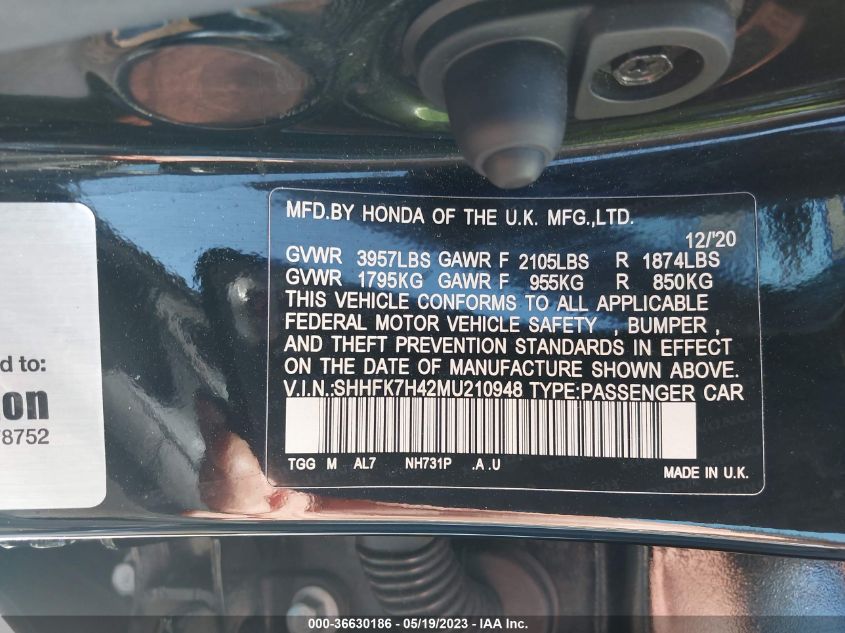 MFD.BY HONDA OF THE U.K. MFG.,LTD.
12/'20
GVWR 3957LBS GAWR F 2105LBS R 1874LBS
GVWR 1795KG GAWR F 955KG R 850KG
THIS VEHICLE CONFORMS TO ALL APPLICABLE
FEDERAL MOTOR VEHICLE SAFETY , BUMPER ,
AND THEFT PREVENTION STANDARDS IN EFFECT
ON THE DATE OF MANUFACTURE SHOWN ABOVE.
V.I.N.:SHHFK7H42MU210948 TYPE:PASSENGER CAR
TGG M AL7 NH731P .A .U
MADE IN U.K.
d to:
on
8752
000-36630186 - 05/19/2023 - IAA Inc.